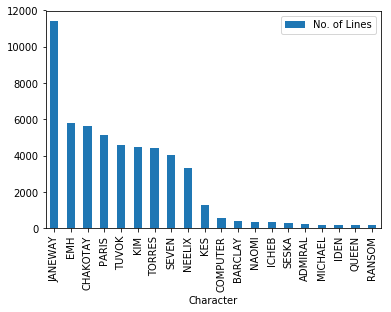 12000
10000
8000
6000
4000
2000
0
No. of Lines
JANEWAY
EMH
CHAKOTAY
PARIS
TUVOK
KIM
TORRES
SEVEN
NEELIX
KES
COMPUTER
BARCLAY
NAOMI
ICHEB
SESKA
ADMIRAL
MICHAEL
IDEN
QUEEN
RANSOM
Character